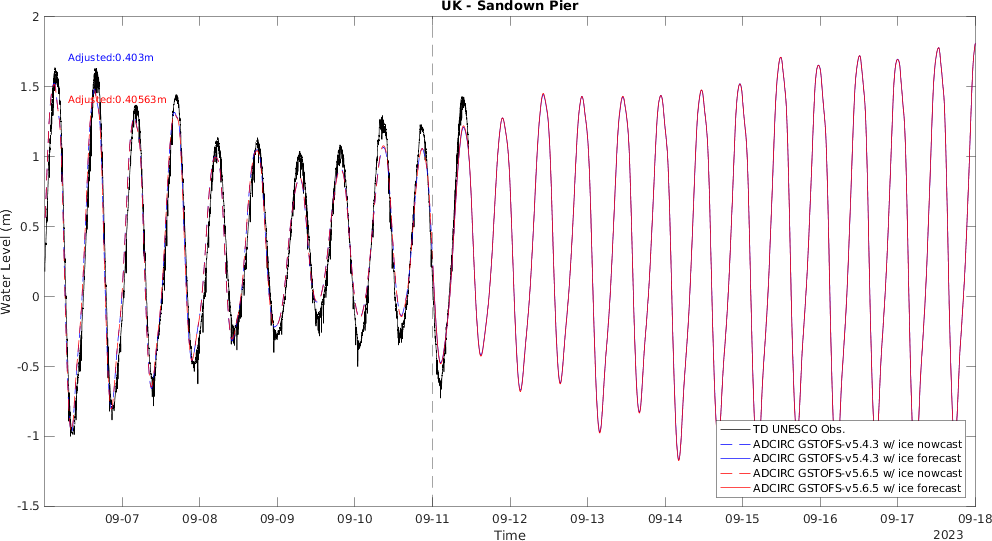 UK - Sandown Pier
2
1.5
1
0.5
0
-0.5
-1
-1.5
Water Level (m)
Adjusted:0.403m
Adjusted:0.40563m
TD UNESCO Obs.
ADCIRC GSTOFS-v5.4.3 w/ ice nowcast
ADCIRC GSTOFS-v5.4.3 w/ ice forecast
ADCIRC GSTOFS-v5.6.5 w/ ice nowcast
ADCIRC GSTOFS-v5.6.5 w/ ice forecast
09-07 09-08 09-09 09-10 09-11 09-12 09-13 09-14 09-15 09-16 09-17 09-18
Time
2023